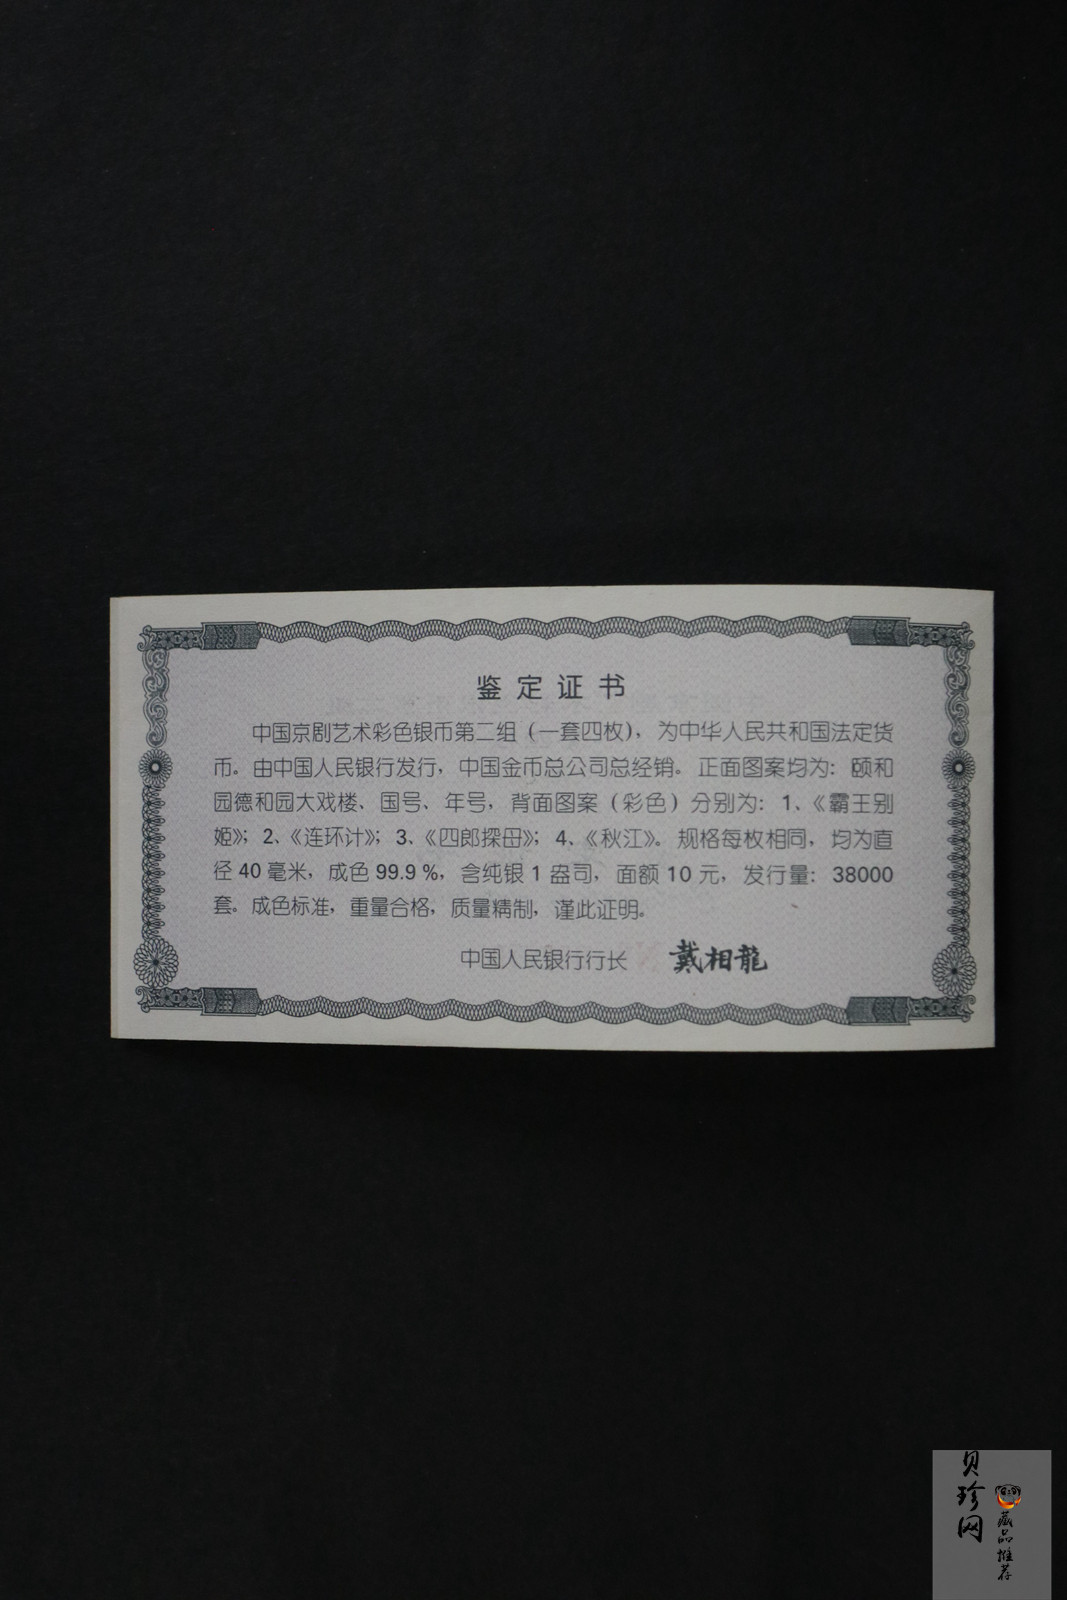 鉴定证书
中国京剧艺术彩色银币第二组（一套四枚），为中华人民共和国法定货
币。由中国人民银行发行，中国金币总公司总经销。正面图案均为：颐和
园德和园大戏楼、国号、年号，背面图案（彩色）分别为：1、《霸王别
姬》；2、《连环计》；3、《四郎探母》；4、《秋江》。规格每枚相同，均为直
径40毫米，成色99.9%，含纯银1盎司，面额10元，发行量：38000
套。成色标准，重量合格，质量精制，谨此证明。
中国人民银行行长 戴相龍
贝珍网
藏品推荐